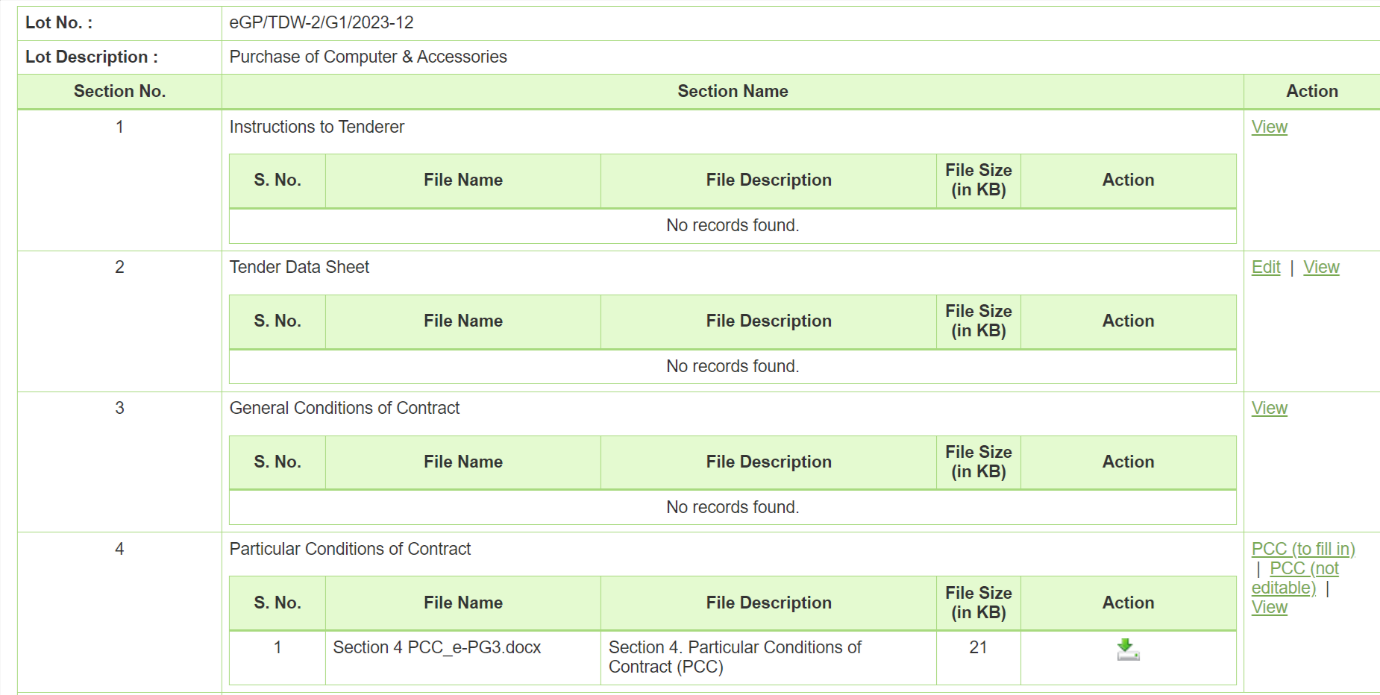 Lot No. : eGP/TDW-2/G1/2023-12
Lot Description : Purchase of Computer & Accessories
Section No. Section Name Action
1 Instructions to Tenderer View
S. No. File Name File Description File Size (in KB) Action
No records found.
2 Tender Data Sheet Edit | View
S. No. File Name File Description File Size (in KB) Action
No records found.
3 General Conditions of Contract View
S. No. File Name File Description File Size (in KB) Action
No records found.
4 Particular Conditions of Contract PCC (to fill in)
| PCC (not
editable) |
View
S. No. File Name File Description File Size (in KB) Action
1 Section 4 PCC_e-PG3.docx Section 4. Particular Conditions of 21
Contract (PCC)